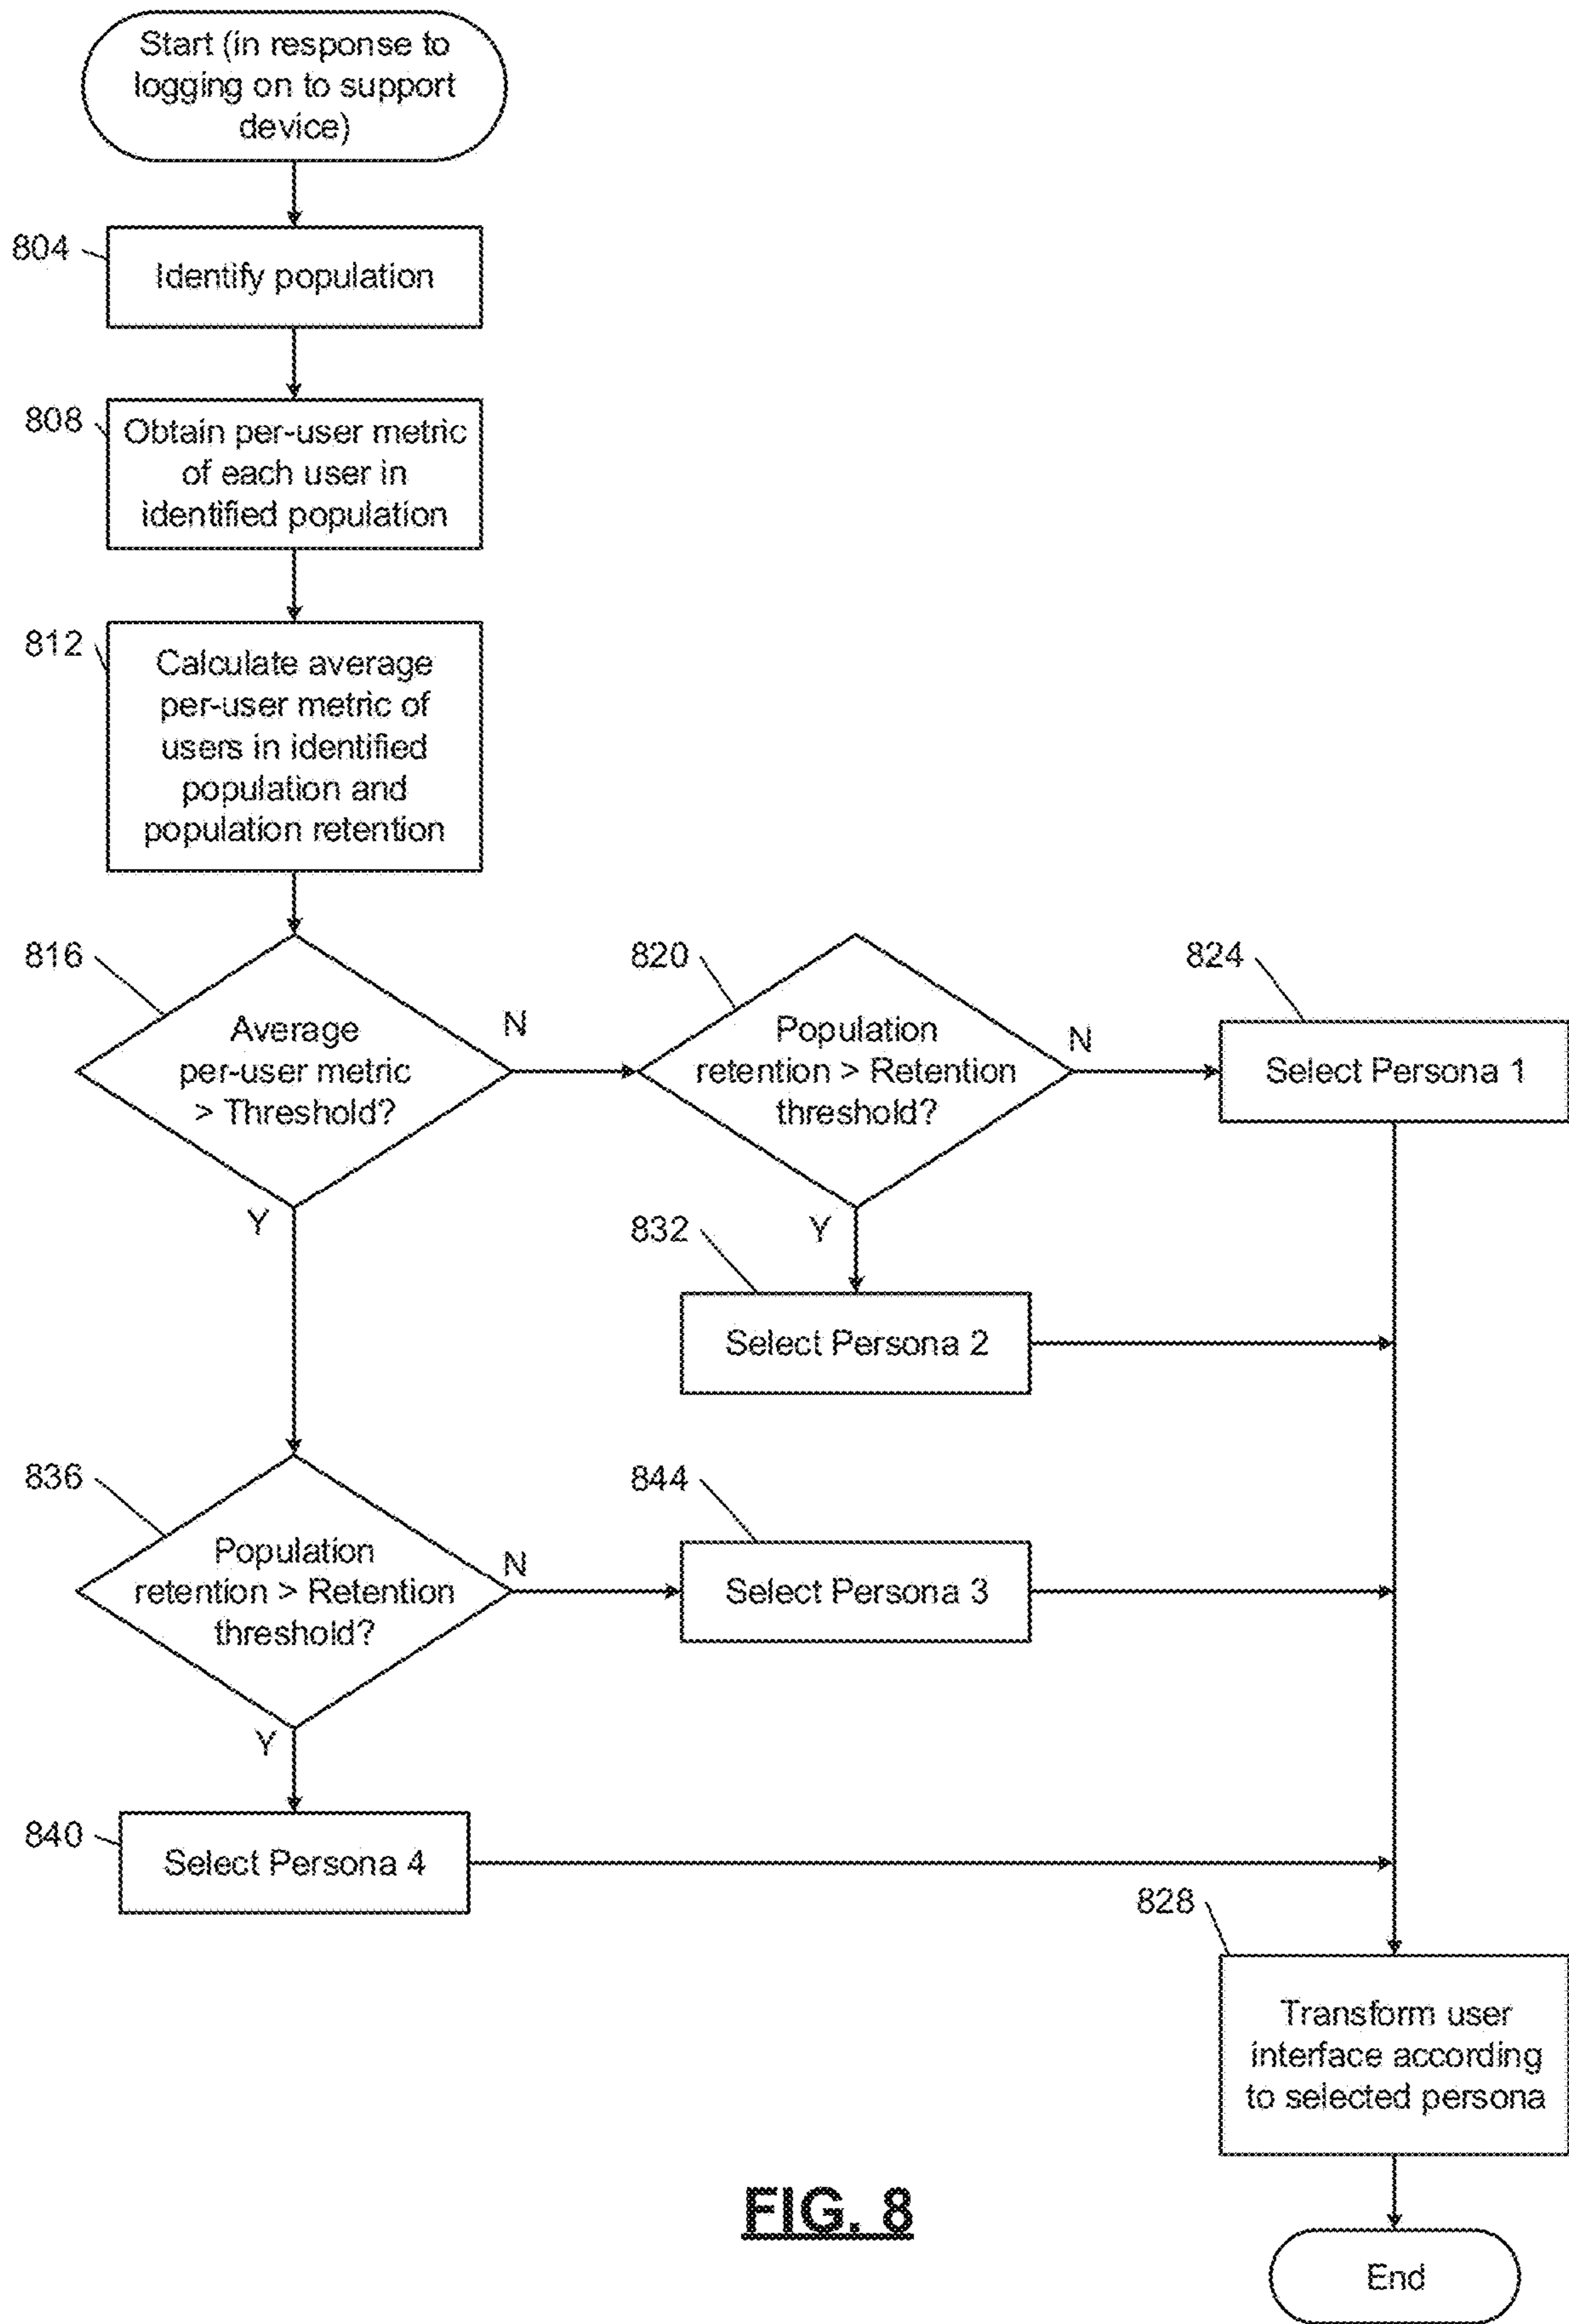 Start (in response to
logging on to support
device)
804
Identify population
808
Obtain per-user metric
of each user in
identified population
812
Calculate average
per-user metric of
users in identified
population and
population retention
816
Average
per-user metric
> Threshold?
N
Y
820
Population
retention > Retention
threshold?
N
Y
824
Select Persona 1
832
Select Persona 2
836
Population
retention > Retention
threshold?
N
Y
844
Select Persona 3
840
Select Persona 4
828
Transform user
interface according
to selected persona
End
FIG. 8